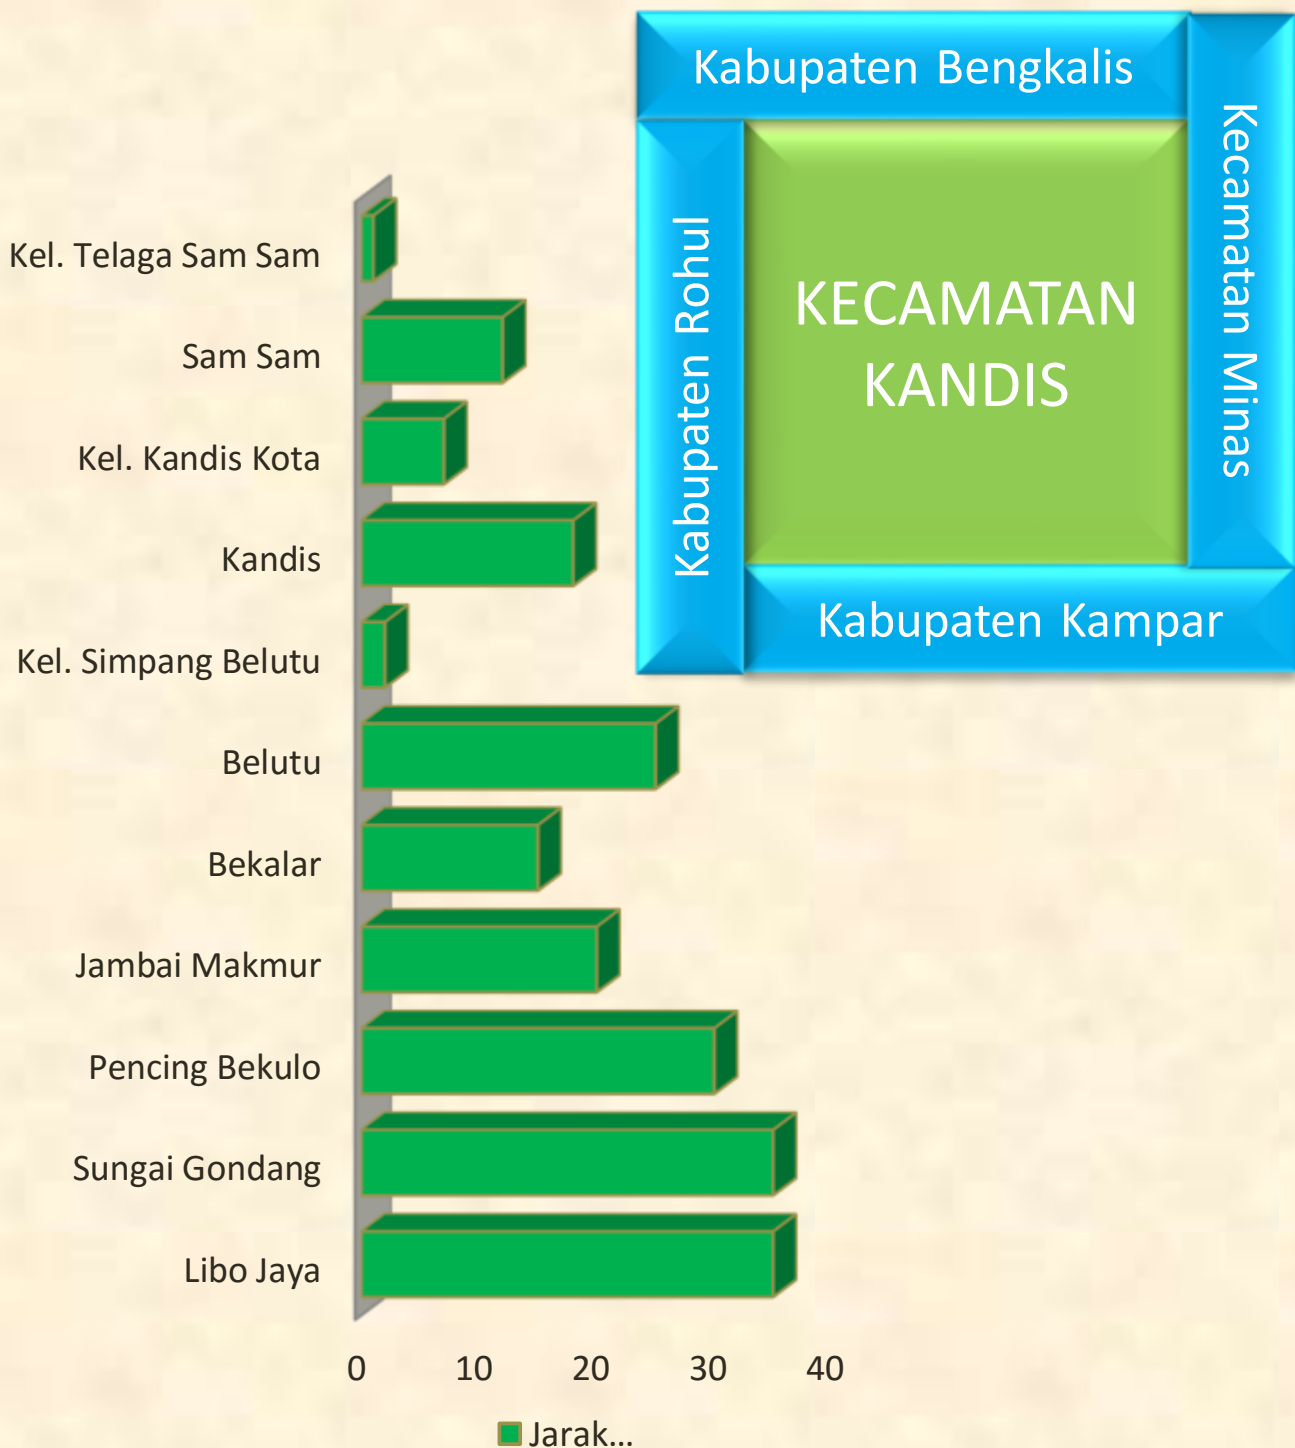 Kabupaten Bengkalis
Kecamatan Minas
Kabupaten Rohul
KECAMATAN
KANDIS
Kabupaten Kampar
Kel. Telaga Sam Sam
Sam Sam
Kel. Kandis Kota
Kandis
Kel. Simpang Belutu
Belutu
Bekalar
Jambai Makmur
Pencing Bekulo
Sungai Gondang
Libo Jaya
0 10 20 30 40
Jarak...